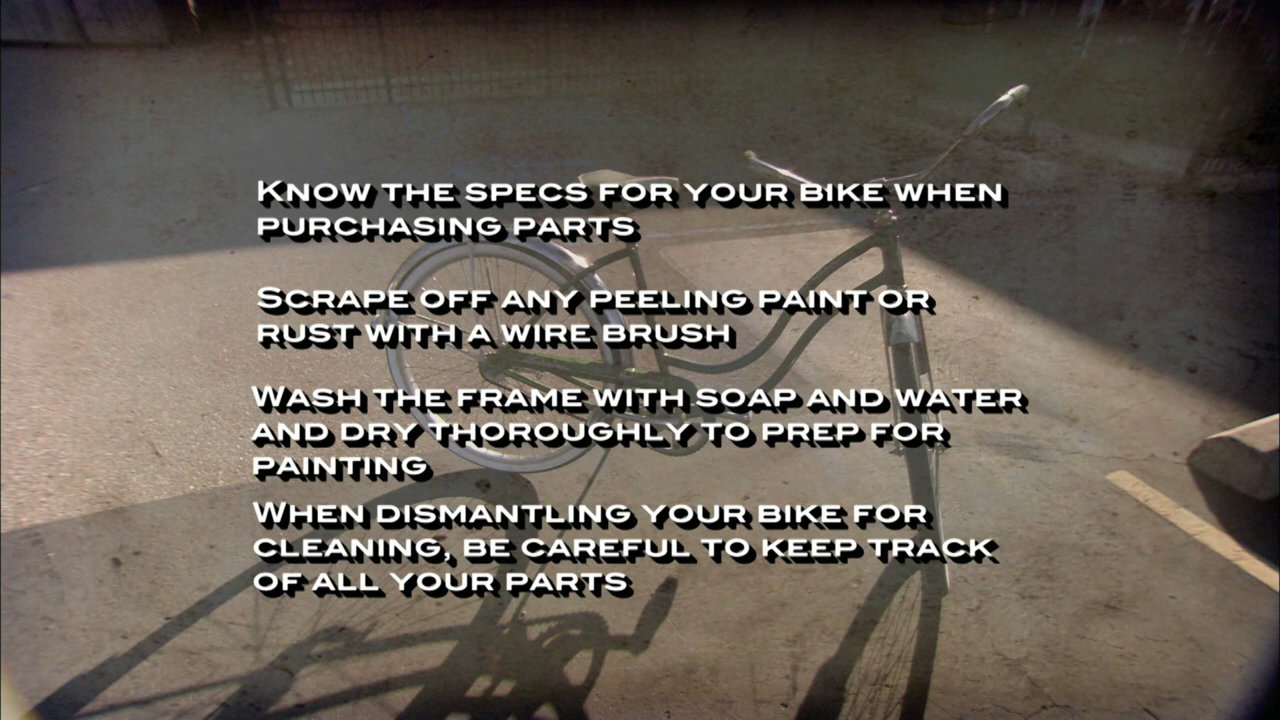 Know the specs for your bike when
purchasing parts
Scrape off any peeling paint or
rust with a wire brush
Wash the frame with soap and water
and dry thoroughly to prep for
painting
When dismantling your bike for
cleaning, be careful to keep track
of all your parts